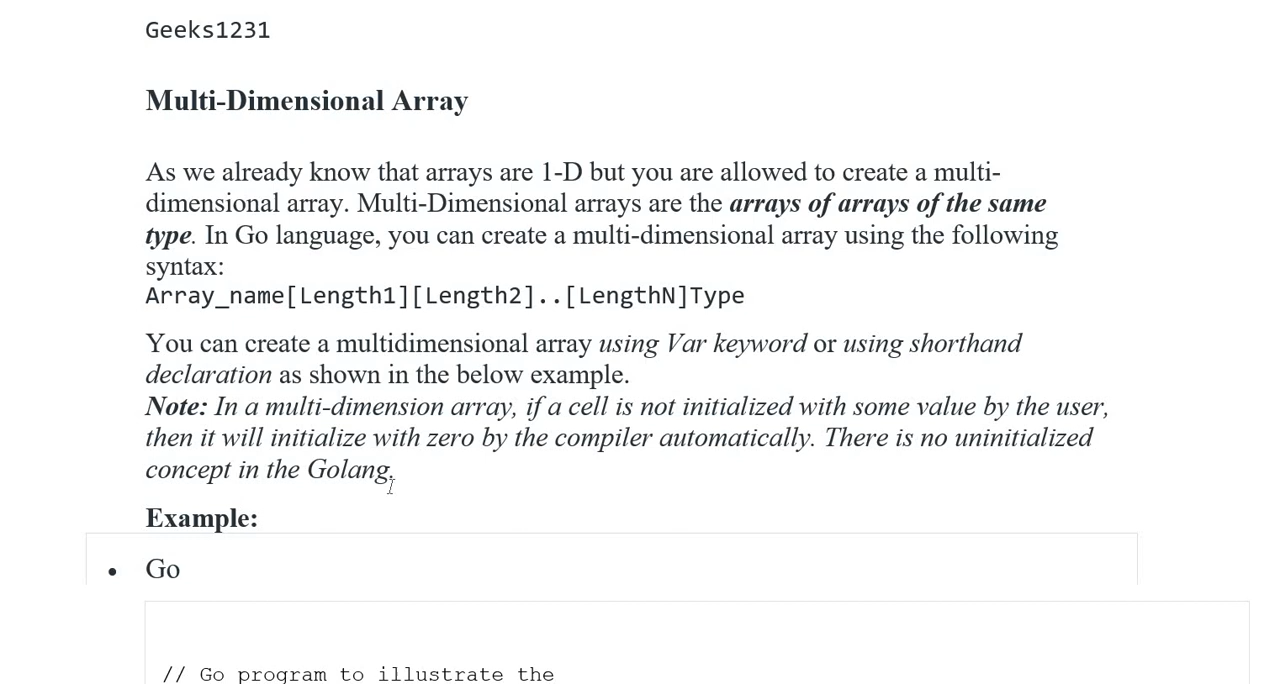 Geeks1231
Multi-Dimensional Array
As we already know that arrays are 1-D but you are allowed to create a multi-
dimensional array. Multi-Dimensional arrays are the arrays of arrays of the same
type. In Go language, you can create a multi-dimensional array using the following
syntax:
Array_name[Length1][Length2]..[LengthN]Type
You can create a multidimensional array using Var keyword or using shorthand
declaration as shown in the below example.
Note: In a multi-dimension array, if a cell is not initialized with some value by the user,
then it will initialize with zero by the compiler automatically. There is no uninitialized
concept in the Golang.
Example:
• Go
// Go program to illustrate the